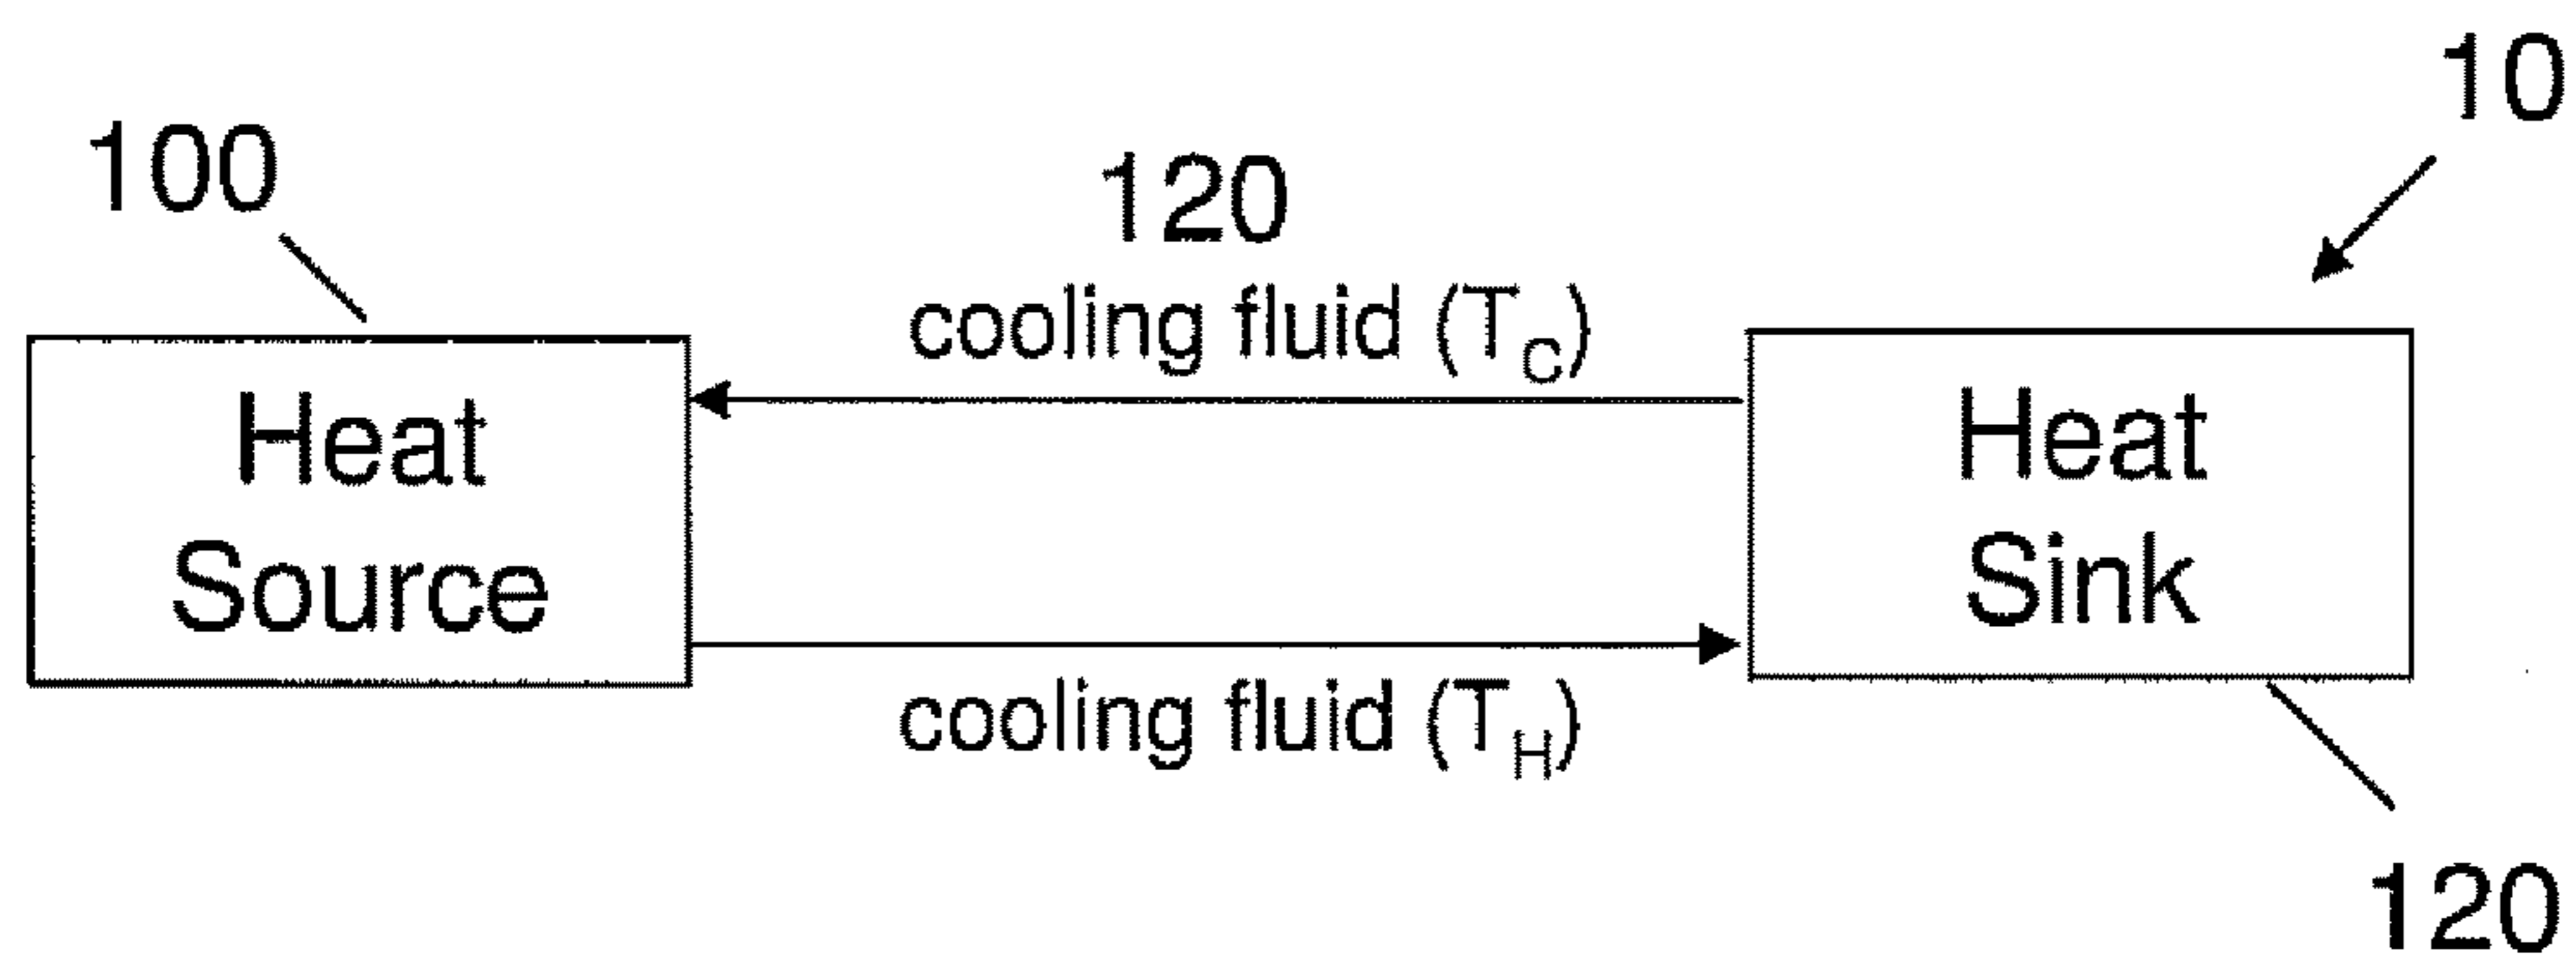 10
100
120
cooling fluid (T_C)
Heat
Source
Heat
Sink
cooling fluid (T_H)
120